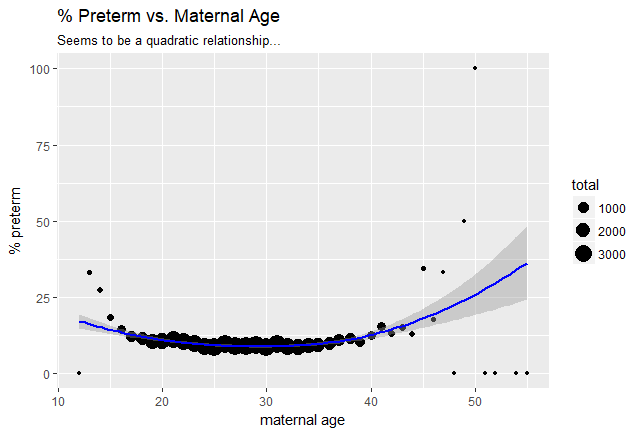 % Preterm vs. Maternal Age
Seems to be a quadratic relationship...
100
75
50
25
0
% preterm
10
20
30
40
50
maternal age
total
1000
2000
3000